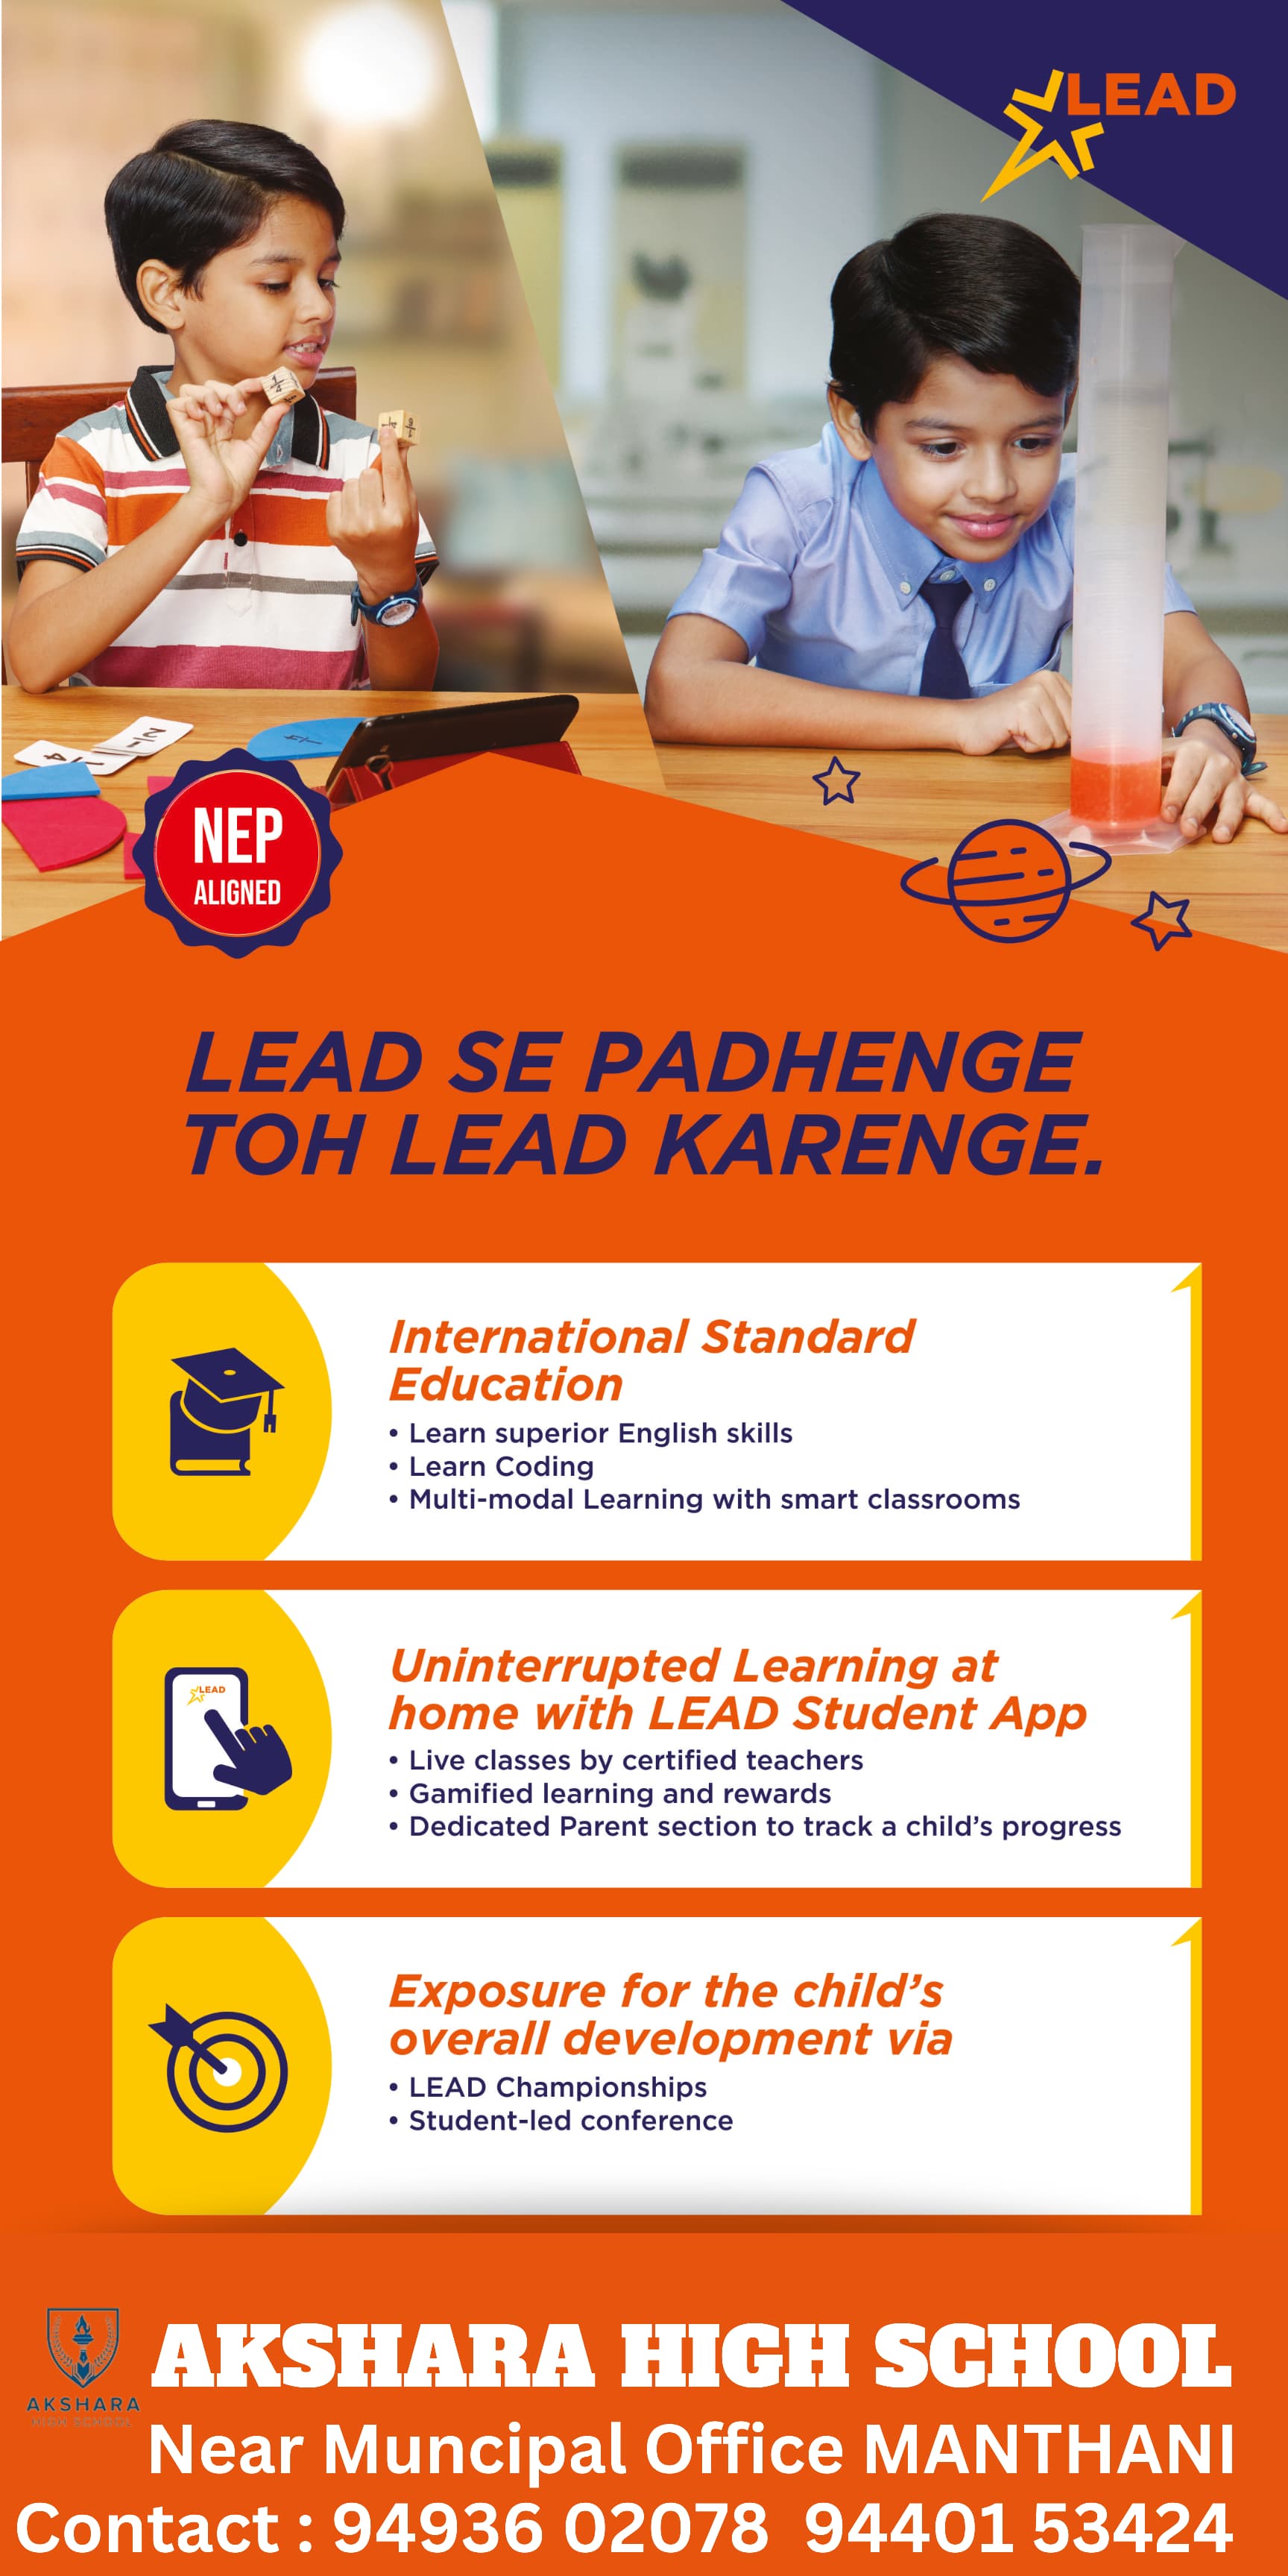 LEAD
NEP
ALIGNED
LEAD SE PADHENGE
TOH LEAD KARENGE.
International Standard
Education
• Learn superior English skills
• Learn Coding
• Multi-modal Learning with smart classrooms
LEAD
Uninterrupted Learning at
home with LEAD Student App
• Live classes by certified teachers
• Gamified learning and rewards
• Dedicated Parent section to track a child's progress
Exposure for the child's
overall development via
• LEAD Championships
• Student-led conference
AKSHARA
HIGH SCHOOL
AKSHARA HIGH SCHOOL
Near Muncipal Office MANTHANI
Contact : 94936 02078 94401 53424